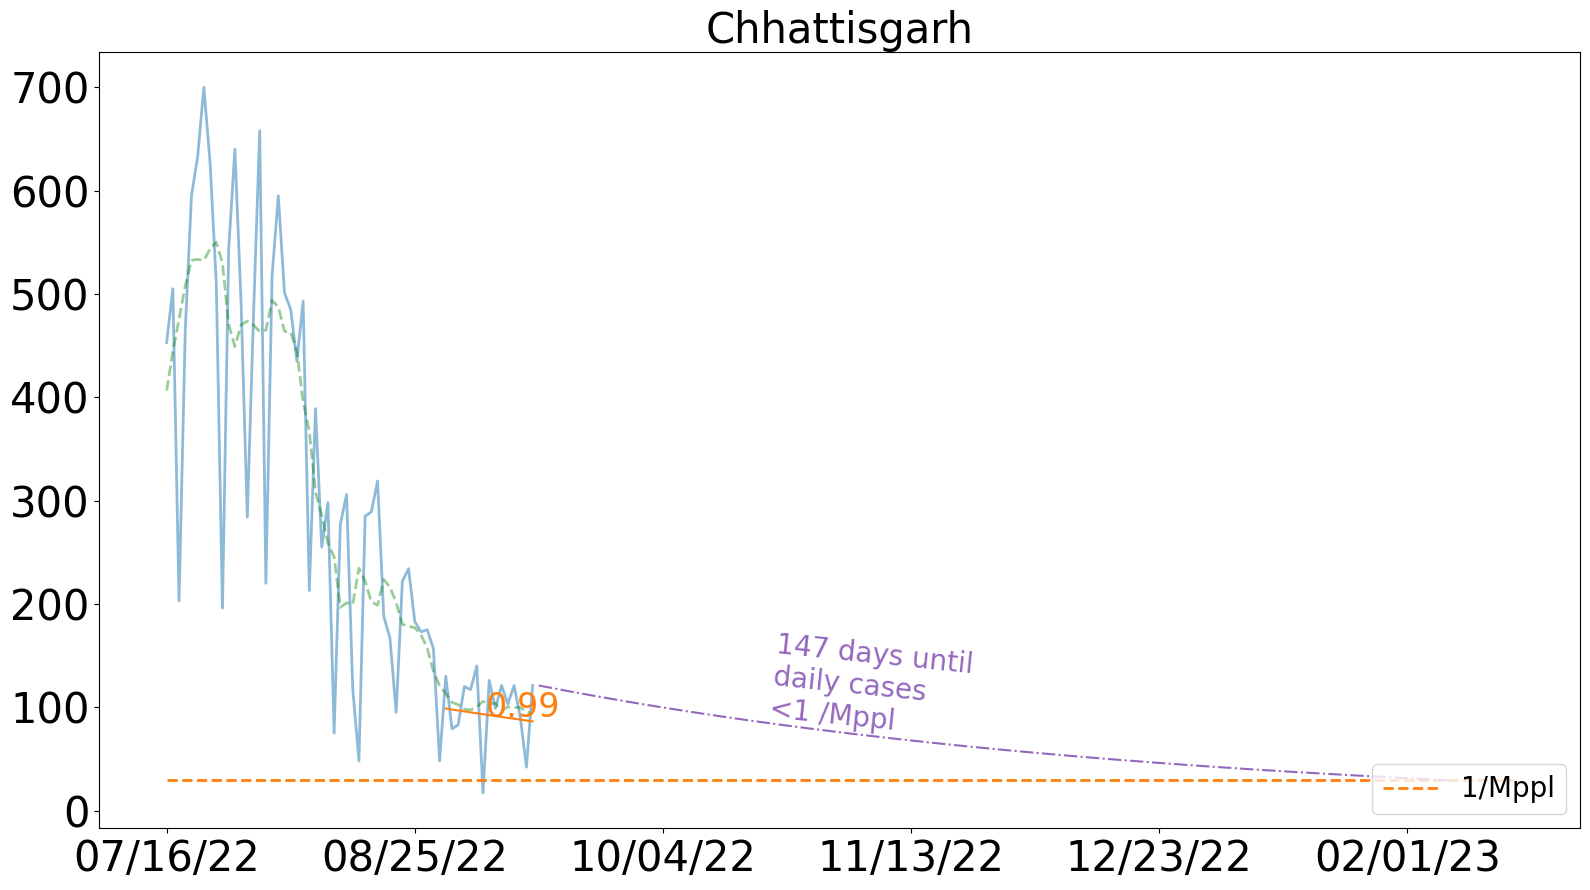 Chhattisgarh
700
600
500
400
300
200
100
0
0.99
147 days until
daily cases
<1 /Mppl
1/Mppl
07/16/22 08/25/22 10/04/22 11/13/22 12/23/22 02/01/23